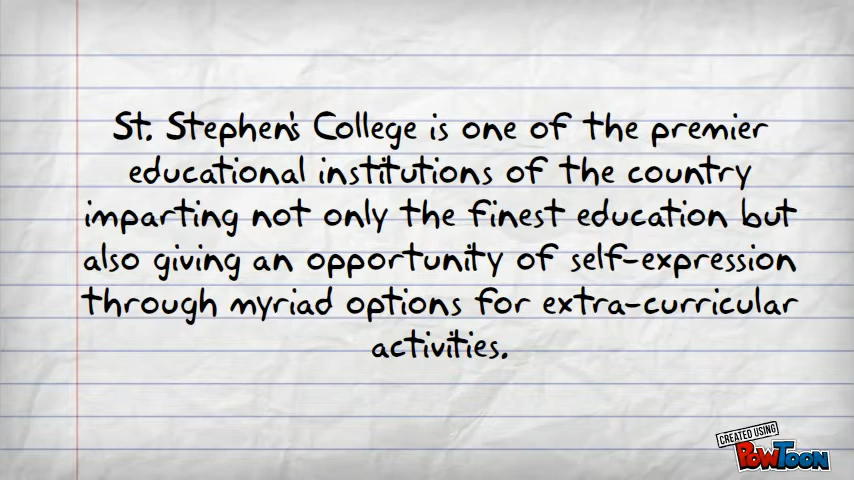 St. Stephen's College is one of the premier
educational institutions of the country
imparting not only the finest education but
also giving an opportunity of self-expression
through myriad options for extra-curricular
activities.
CREATED USING
POWTOON